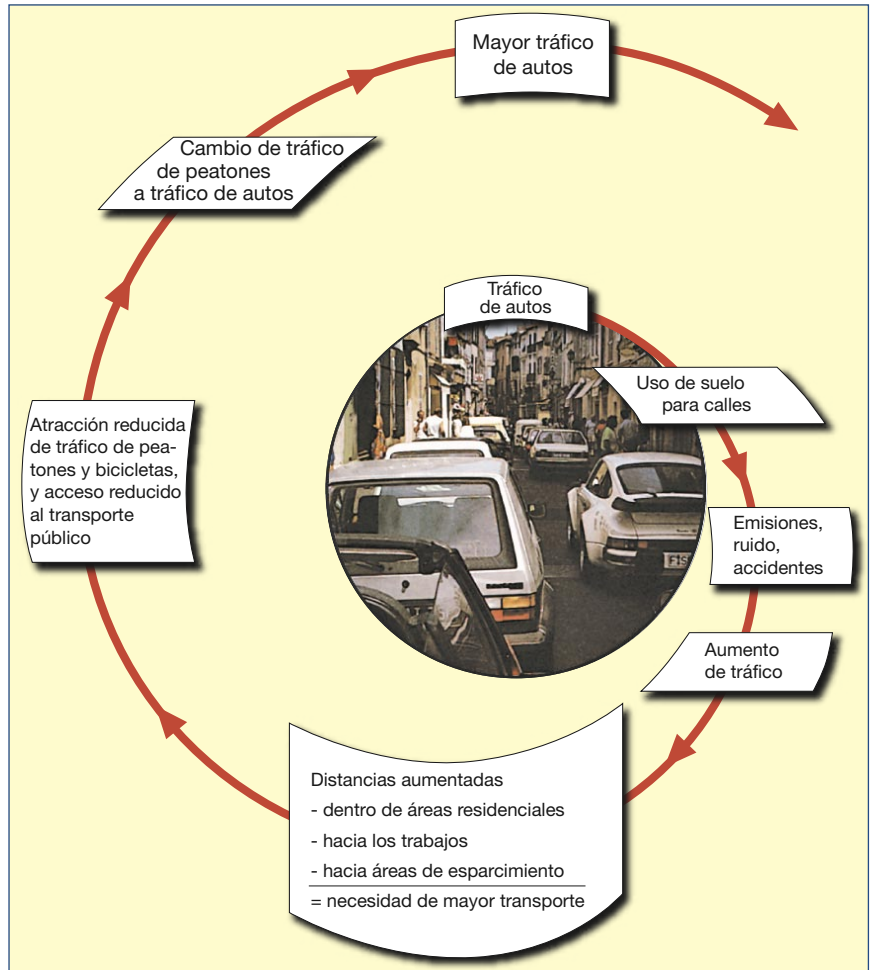 Mayor tráfico
de autos
Cambio de tráfico
de peatones
a tráfico de autos
Tráfico
de autos
Uso de suelo
para calles
Atracción reducida
de tráfico de pea-
tones y bicicletas,
y acceso reducido
al transporte
público
Emisiones,
ruido,
accidentes
Aumento
de tráfico
Distancias aumentadas
- dentro de áreas residenciales
- hacia los trabajos
- hacia áreas de esparcimiento
= necesidad de mayor transporte